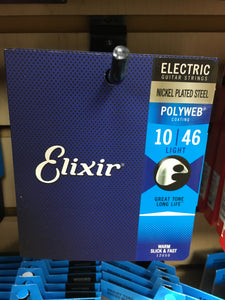 ELECTRIC
GUITAR STRINGS
NICKEL PLATED STEEL
POLYWEB®
COATING
10 | 46
LIGHT
Elixir
GREAT TONE
LONG LIFE
WARM
SLICK & FAST
12050